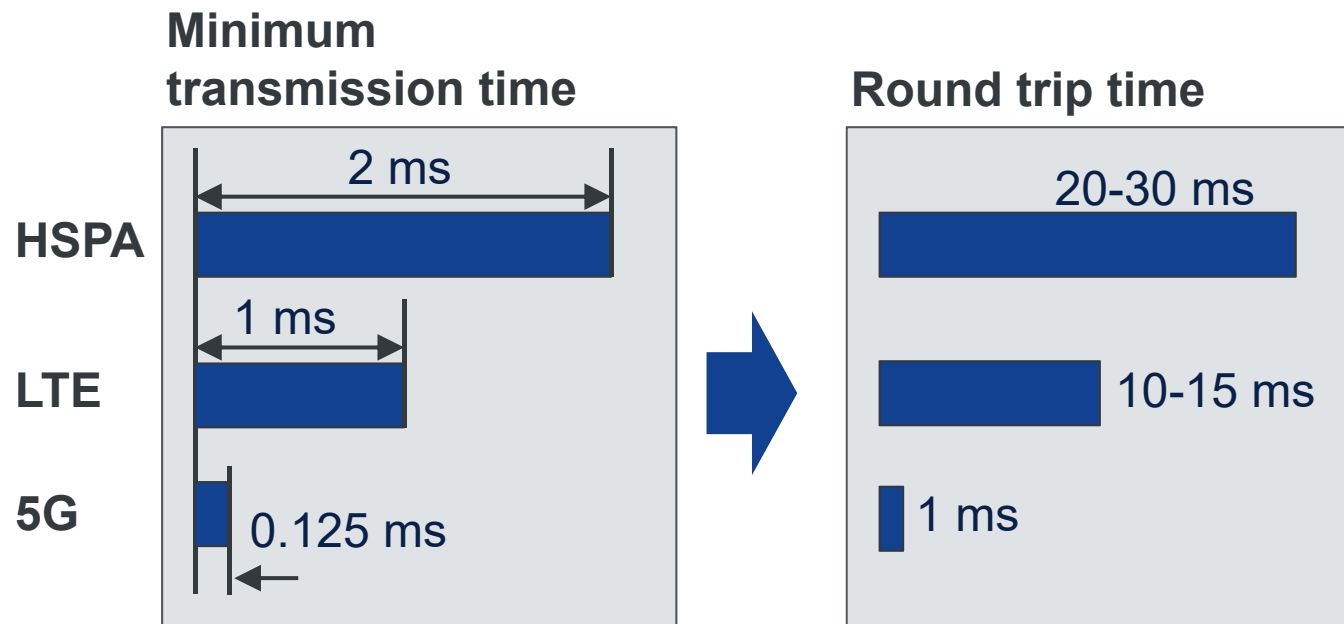 Minimum
transmission time
Round trip time
HSPA
2 ms
20-30 ms
LTE
1 ms
10-15 ms
5G
0.125 ms
1 ms